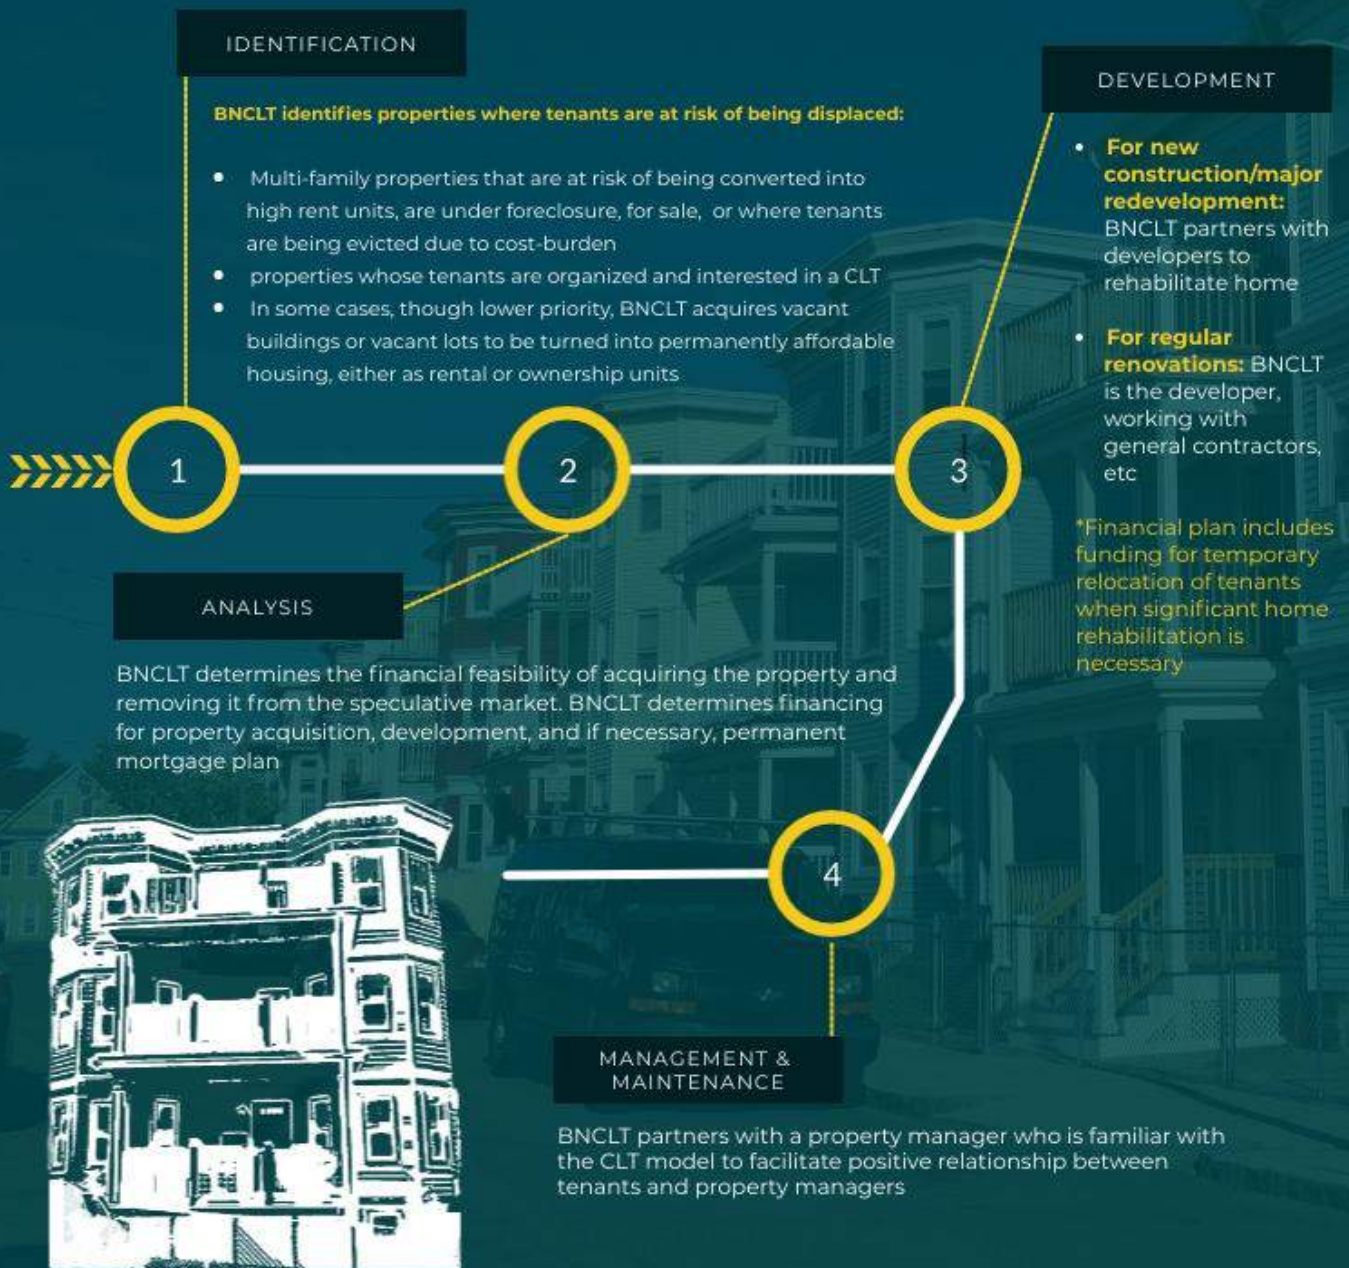 IDENTIFICATION
BNCLT identifies properties where tenants are at risk of being displaced:
• Multi-family properties that are at risk of being converted into
high rent units, are under foreclosure, for sale, or where tenants
are being evicted due to cost-burden
• properties whose tenants are organized and interested in a CLT
• In some cases, though lower priority, BNCLT acquires vacant
buildings or vacant lots to be turned into permanently affordable
housing, either as rental or ownership units
1
2
3
ANALYSIS
BNCLT determines the financial feasibility of acquiring the property and
removing it from the speculative market. BNCLT determines financing
for property acquisition, development, and if necessary, permanent
mortgage plan
DEVELOPMENT
• For new
construction/major
redevelopment:
BNCLT partners with
developers to
rehabilitate home
• For regular
renovations: BNCLT
is the developer,
working with
general contractors,
etc
*Financial plan includes
funding for temporary
relocation of tenants
when significant home
rehabilitation is
necessary
4
MANAGEMENT &
MAINTENANCE
BNCLT partners with a property manager who is familiar with
the CLT model to facilitate positive relationship between
tenants and property managers